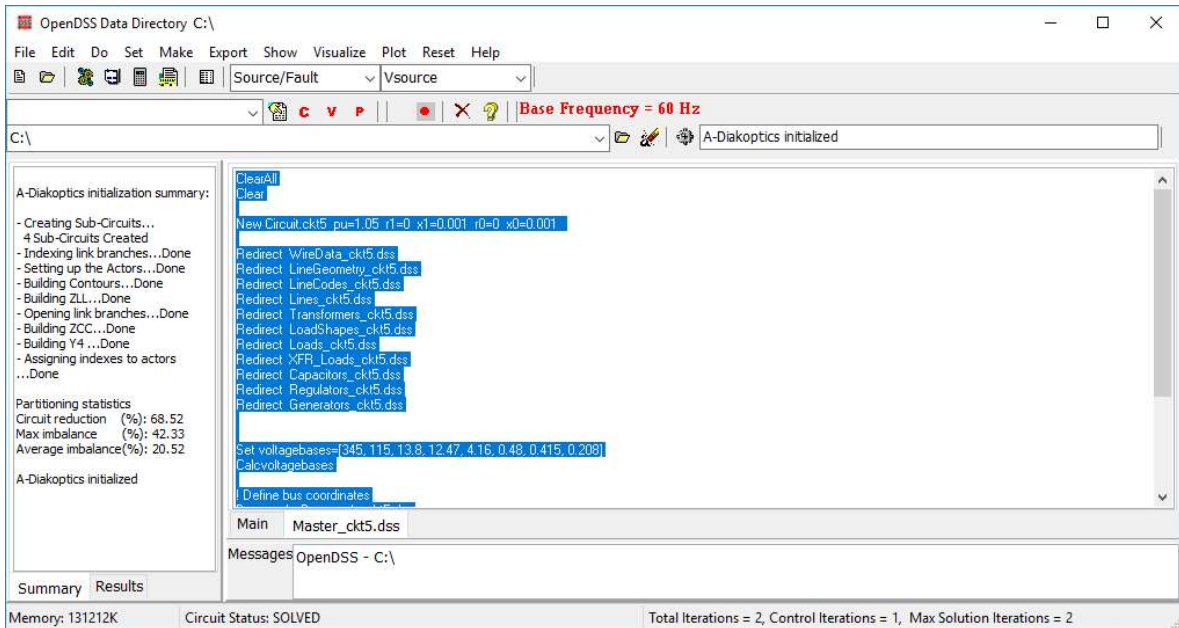 OpenDSS Data Directory C:\
File Edit Do Set Make Export Show Visualize Plot Reset Help
Source/Fault Vsource
C V P Base Frequency = 60 Hz
C:\ A-Diakoptics initialized
A-Diakoptics initialization summary:
- Creating Sub-Circuits...
4 Sub-Circuits Created
- Indexing link branches...Done
- Setting up the Actors...Done
- Building Contours...Done
- Building ZLL...Done
- Opening link branches...Done
- Building ZCC...Done
- Building Y4 ...Done
- Assigning indexes to actors
...Done
Partitioning statistics
Circuit reduction (%): 68.52
Max imbalance (%): 42.33
Average imbalance(%): 20.52
A-Diakoptics initialized
Summary Results
ClearAll
Clear
New Circuit.ckt5 pu=1.05 r1=0 x1=0.001 r0=0 x0=0.001
Redirect WireData_ckt5.dss
Redirect LineGeometry_ckt5.dss
Redirect LineCodes_ckt5.dss
Redirect Lines_ckt5.dss
Redirect Transformers_ckt5.dss
Redirect LoadShapes_ckt5.dss
Redirect Loads_ckt5.dss
Redirect XFR_Loads_ckt5.dss
Redirect Capacitors_ckt5.dss
Redirect Regulators_ckt5.dss
Redirect Generators_ckt5.dss
Set voltagebases=[345, 115, 13.8, 12.47, 4.16, 0.48, 0.415, 0.208]
Calcvoltagebases
! Define bus coordinates
Main Master_ckt5.dss
Messages OpenDSS - C:\
Memory: 131212K Circuit Status: SOLVED Total Iterations = 2, Control Iterations = 1, Max Solution Iterations = 2